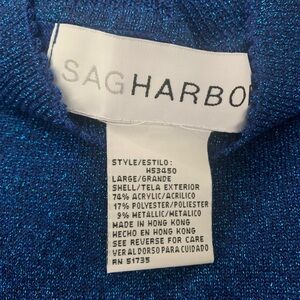 SAGHARBO
STYLE/ESTILO:
HS3450
LARGE/GRANDE
SHELL/TELA EXTERIOR
74% ACRYLIC/ACRILICO
17% POLYESTER/POLIESTER
9% METALLIC/METALICO
MADE IN HONG KONG
HECHO EN HONG KONG
SEE REVERSE FOR CARE
VER AL DORSO PARA CUIDADO
RN 51735